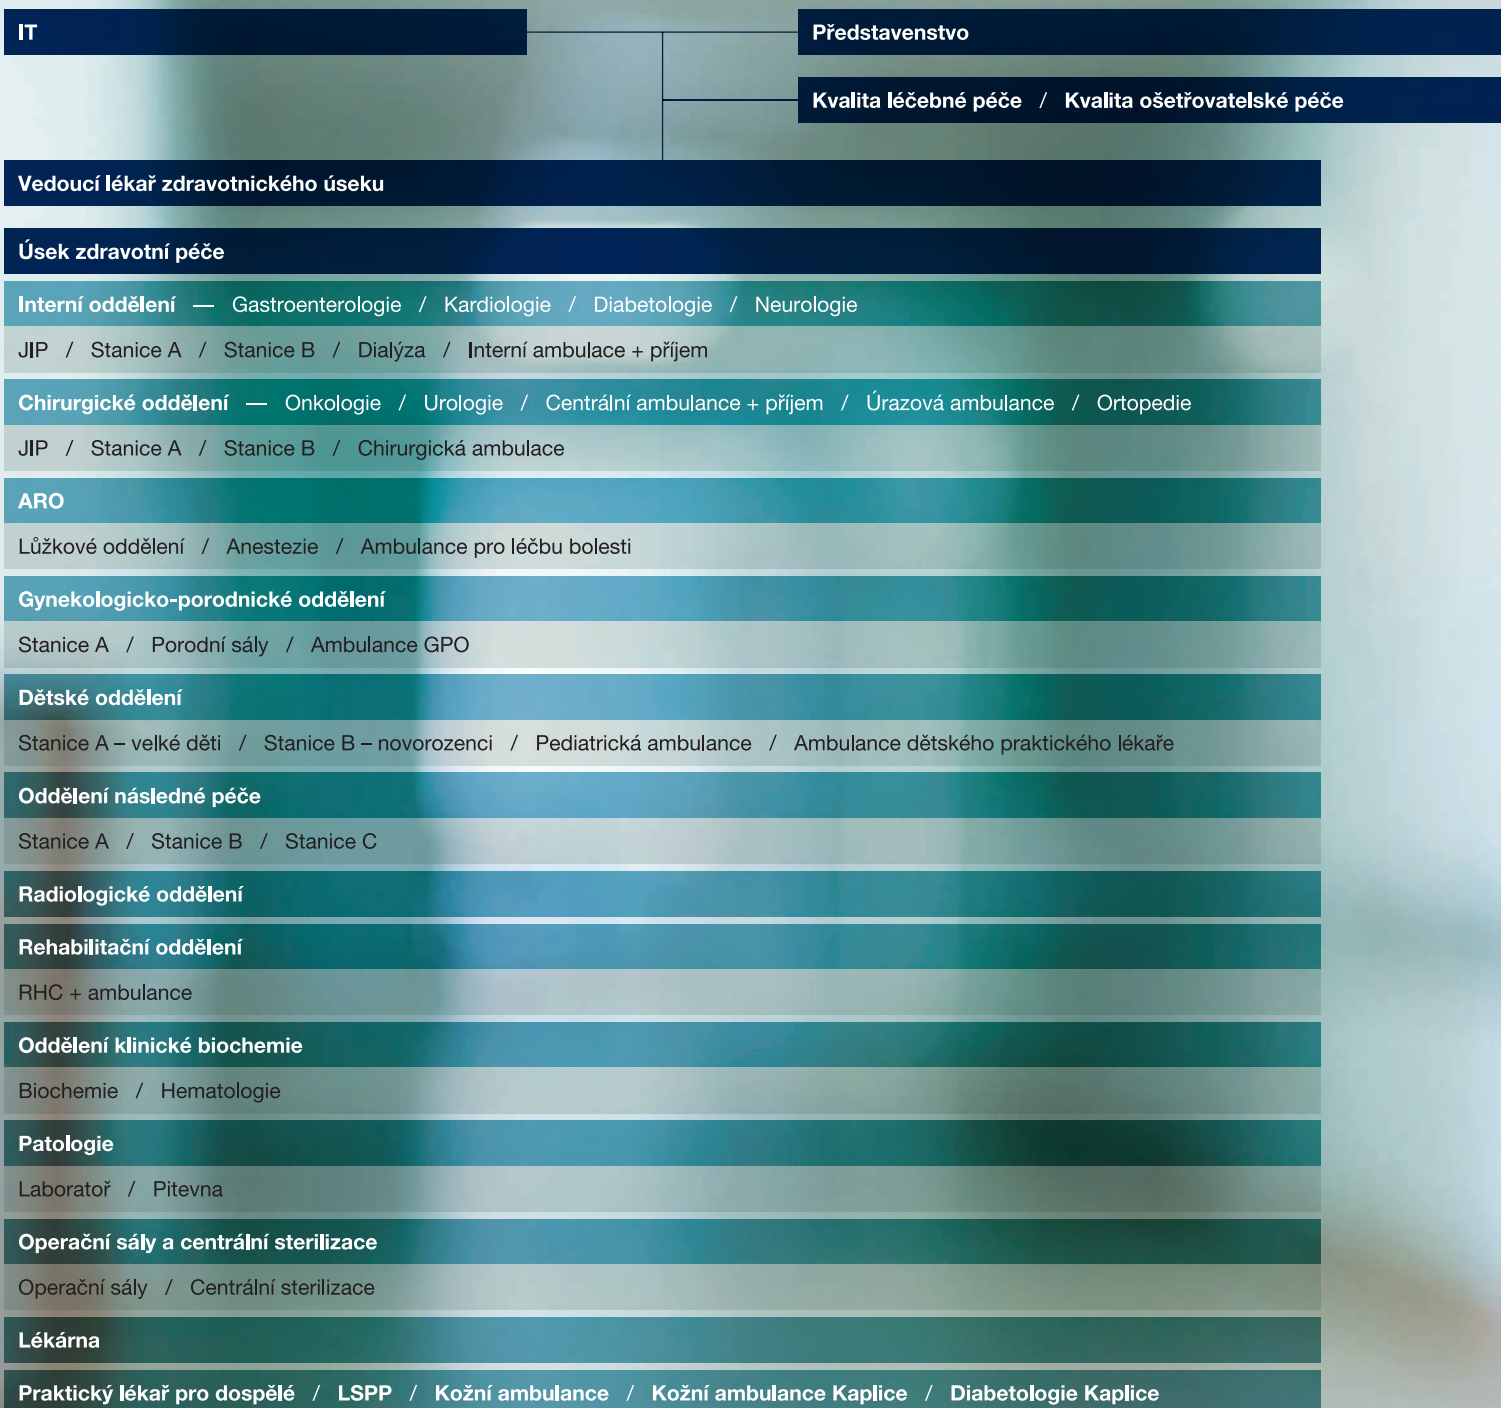 IT
Představenstvo
Kvalita léčebné péče / Kvalita ošetřovatelské péče
Vedoucí lékař zdravotnického úseku
Úsek zdravotní péče
Interní oddělení — Gastroenterologie / Kardiologie / Diabetologie / Neurologie
JIP / Stanice A / Stanice B / Dialýza / Interní ambulace + příjem
Chirurgické oddělení — Onkologie / Urologie / Centrální ambulance + příjem / Úrazová ambulance / Ortopedie
JIP / Stanice A / Stanice B / Chirurgická ambulace
ARO
Lůžkové oddělení / Anestezie / Ambulance pro léčbu bolesti
Gynekologicko-porodnické oddělení
Stanice A / Porodní sály / Ambulance GPO
Dětské oddělení
Stanice A – velké děti / Stanice B – novorozenci / Pediatrická ambulance / Ambulance dětského praktického lékaře
Oddělení následné péče
Stanice A / Stanice B / Stanice C
Radiologické oddělení
Rehabilitační oddělení
RHC + ambulance
Oddělení klinické biochemie
Biochemie / Hematologie
Patologie
Laboratoř / Pitevna
Operační sály a centrální sterilizace
Operační sály / Centrální sterilizace
Lékárna
Praktický lékař pro dospělé / LSPP / Kožní ambulance / Kožní ambulance Kaplice / Diabetologie Kaplice